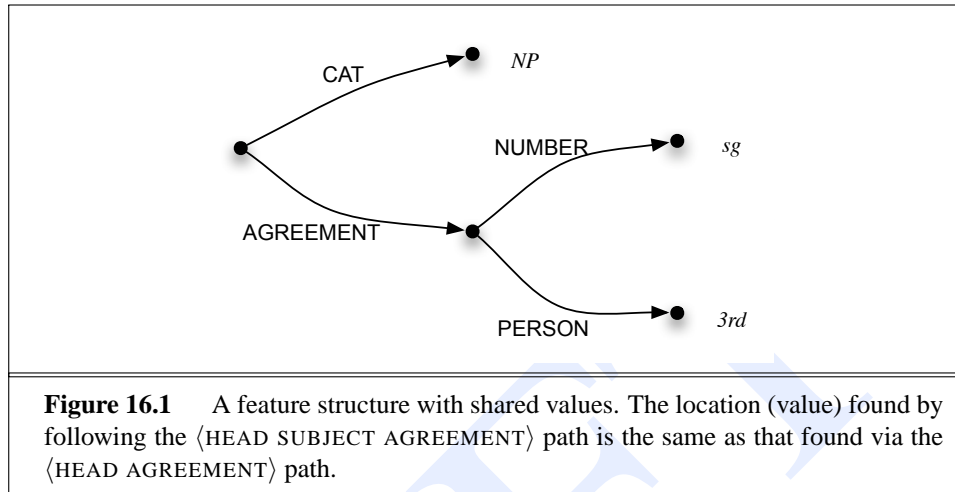 CAT
NP
NUMBER
sg
AGREEMENT
PERSON
3rd
Figure 16.1 A feature structure with shared values. The location (value) found by
following the ⟨HEAD SUBJECT AGREEMENT⟩ path is the same as that found via the
⟨HEAD AGREEMENT⟩ path.